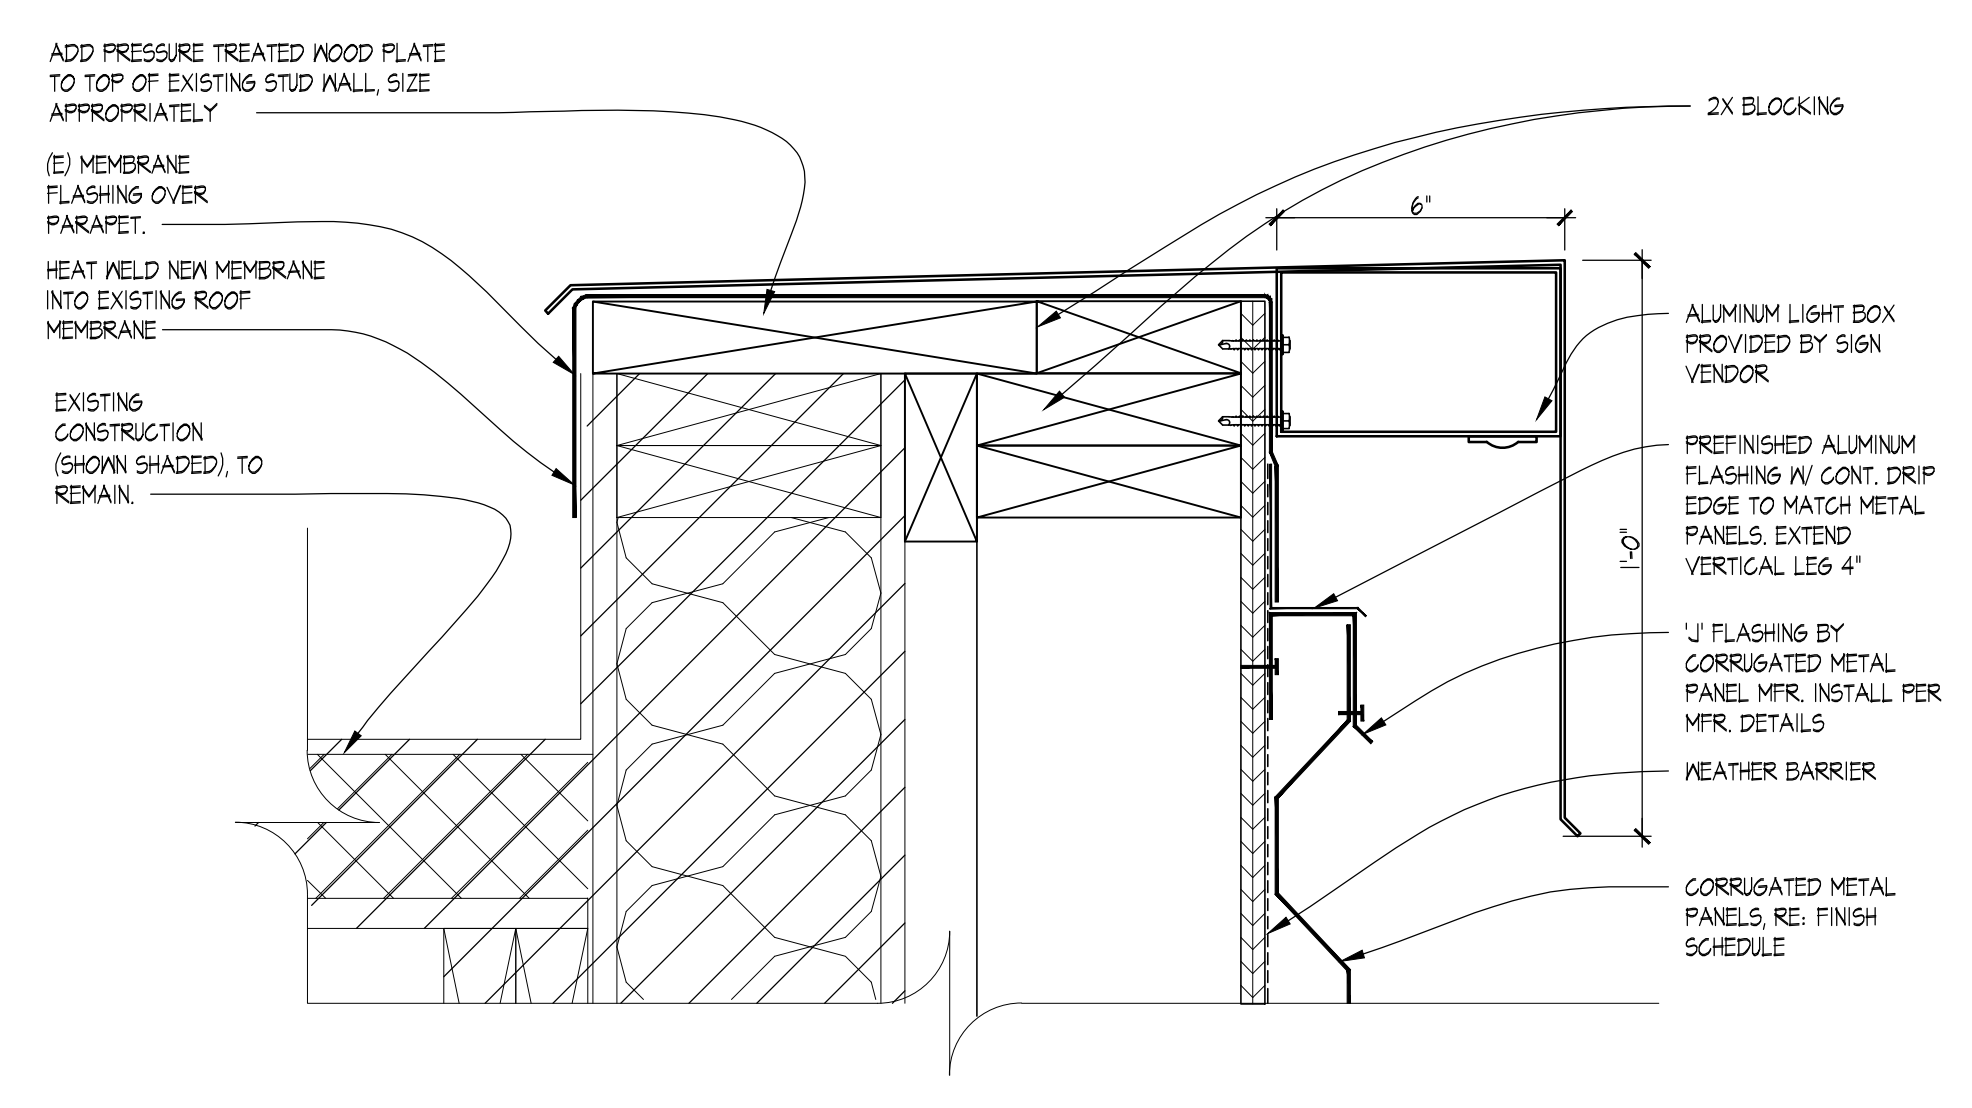 ADD PRESSURE TREATED WOOD PLATE
TO TOP OF EXISTING STUD WALL, SIZE
APPROPRIATELY
(E) MEMBRANE
FLASHING OVER
PARAPET.
HEAT WELD NEW MEMBRANE
INTO EXISTING ROOF
MEMBRANE
EXISTING
CONSTRUCTION
(SHOWN SHADED), TO
REMAIN.
2X BLOCKING
6"
ALUMINUM LIGHT BOX
PROVIDED BY SIGN
VENDOR
PREFINISHED ALUMINUM
FLASHING W/ CONT. DRIP
EDGE TO MATCH METAL
PANELS. EXTEND
VERTICAL LEG 4"
1'-0"
'J' FLASHING BY
CORRUGATED METAL
PANEL MFR. INSTALL PER
MFR. DETAILS
WEATHER BARRIER
CORRUGATED METAL
PANELS, RE: FINISH
SCHEDULE